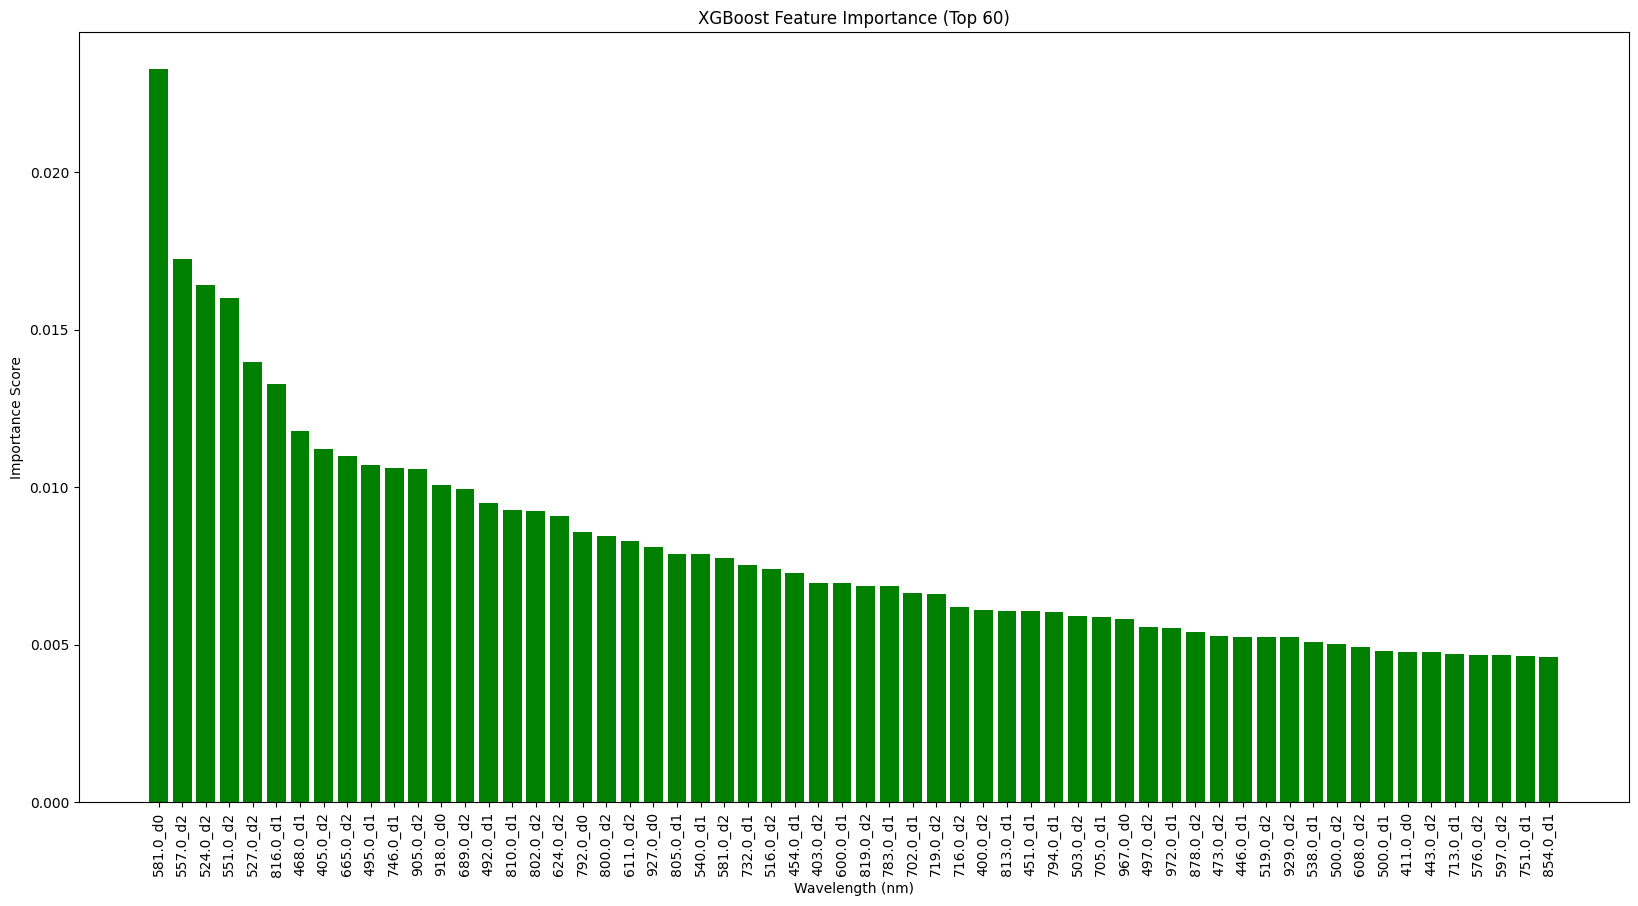 XGBoost Feature Importance (Top 60)
Importance Score
0.020
0.015
0.010
0.005
0.000
581.0_d0
557.0_d2
524.0_d2
551.0_d2
527.0_d2
816.0_d1
468.0_d1
405.0_d2
665.0_d2
495.0_d1
746.0_d1
905.0_d2
918.0_d0
689.0_d2
492.0_d1
810.0_d1
802.0_d2
624.0_d2
792.0_d0
800.0_d2
611.0_d2
927.0_d0
805.0_d1
540.0_d1
581.0_d2
732.0_d1
516.0_d2
454.0_d1
403.0_d2
600.0_d1
819.0_d2
783.0_d1
702.0_d1
719.0_d2
716.0_d2
400.0_d2
813.0_d1
451.0_d1
794.0_d1
503.0_d2
705.0_d1
967.0_d0
497.0_d2
972.0_d1
878.0_d2
473.0_d2
446.0_d1
519.0_d2
929.0_d2
538.0_d1
500.0_d2
608.0_d2
500.0_d1
411.0_d0
443.0_d2
713.0_d1
576.0_d2
597.0_d2
751.0_d1
854.0_d1
Wavelength (nm)